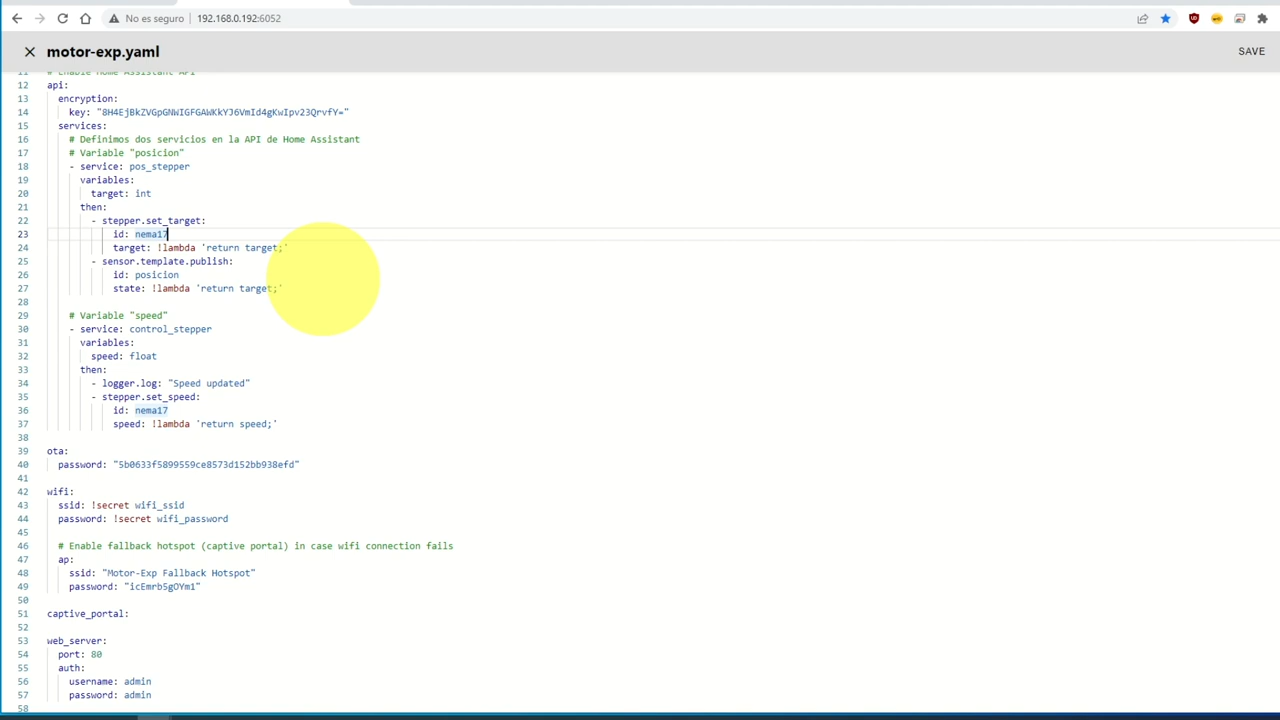 No es seguro | 192.168.0.192:6052
motor-exp.yaml
SAVE
11 # Enable Home Assistant API
12 api:
13 encryption:
14 key: "8H4EjBkZVGpGNWIGFGAWKkYJ6VmId4gKwIpv23QrvfY="
15 services:
16 # Definimos dos servicios en la API de Home Assistant
17 # Variable "posicion"
18 - service: pos_stepper
19 variables:
20 target: int
21 then:
22 - stepper.set_target:
23 id: nema17
24 target: !lambda 'return target;'
25 - sensor.template.publish:
26 id: posicion
27 state: !lambda 'return target;'
28
29 # Variable "speed"
30 - service: control_stepper
31 variables:
32 speed: float
33 then:
34 - logger.log: "Speed updated"
35 - stepper.set_speed:
36 id: nema17
37 speed: !lambda 'return speed;'
38
39 ota:
40 password: "5b0633f5899559ce8573d152bb938efd"
41
42 wifi:
43 ssid: !secret wifi_ssid
44 password: !secret wifi_password
45
46 # Enable fallback hotspot (captive portal) in case wifi connection fails
47 ap:
48 ssid: "Motor-Exp Fallback Hotspot"
49 password: "icEmrb5gOYm1"
50
51 captive_portal:
52
53 web_server:
54 port: 80
55 auth:
56 username: admin
57 password: admin
58